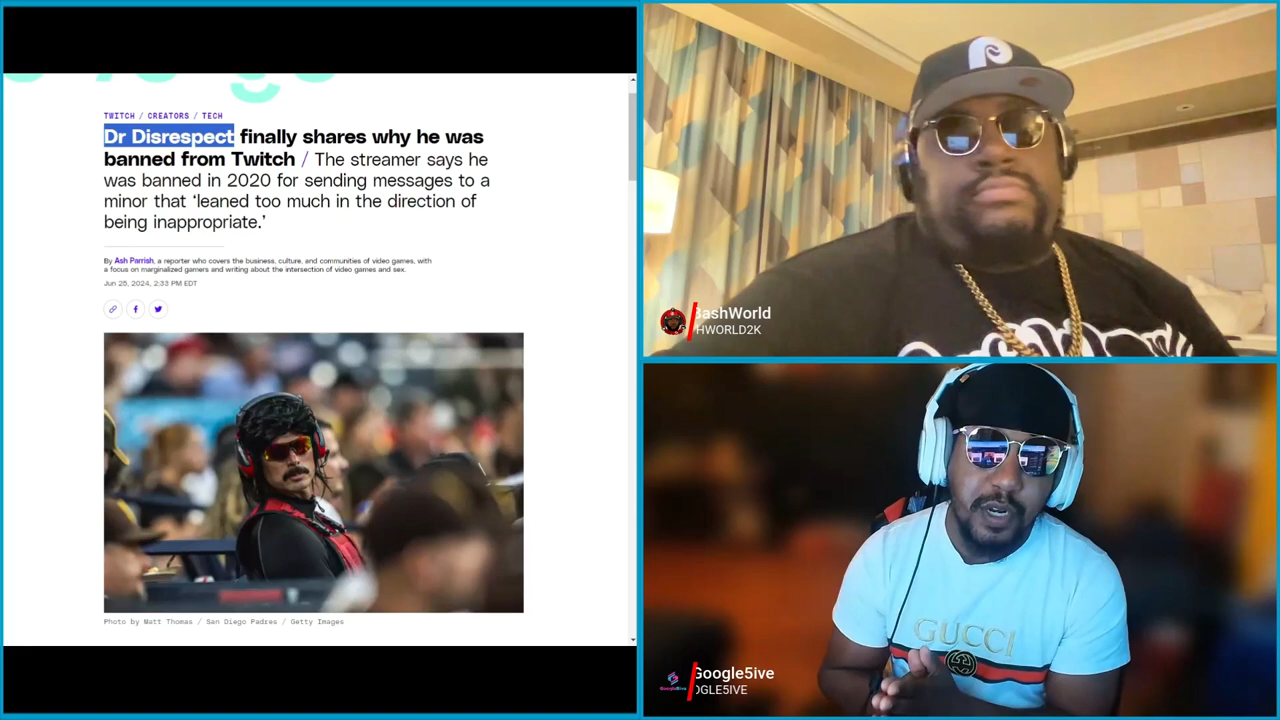 TWITCH / CREATORS / TECH
Dr Disrespect finally shares why he was
banned from Twitch / The streamer says he
was banned in 2020 for sending messages to a
minor that ‘leaned too much in the direction of
being inappropriate.’
By Ash Parrish, a reporter who covers the business, culture, and communities of video games, with
a focus on marginalized gamers and writing about the intersection of video games and sex.
Jun 25, 2024, 2:33 PM EDT
Photo by Matt Thomas / San Diego Padres / Getty Images
BashWorld
HWORLD2K
GUCCI
Google5ive
OGLE5IVE